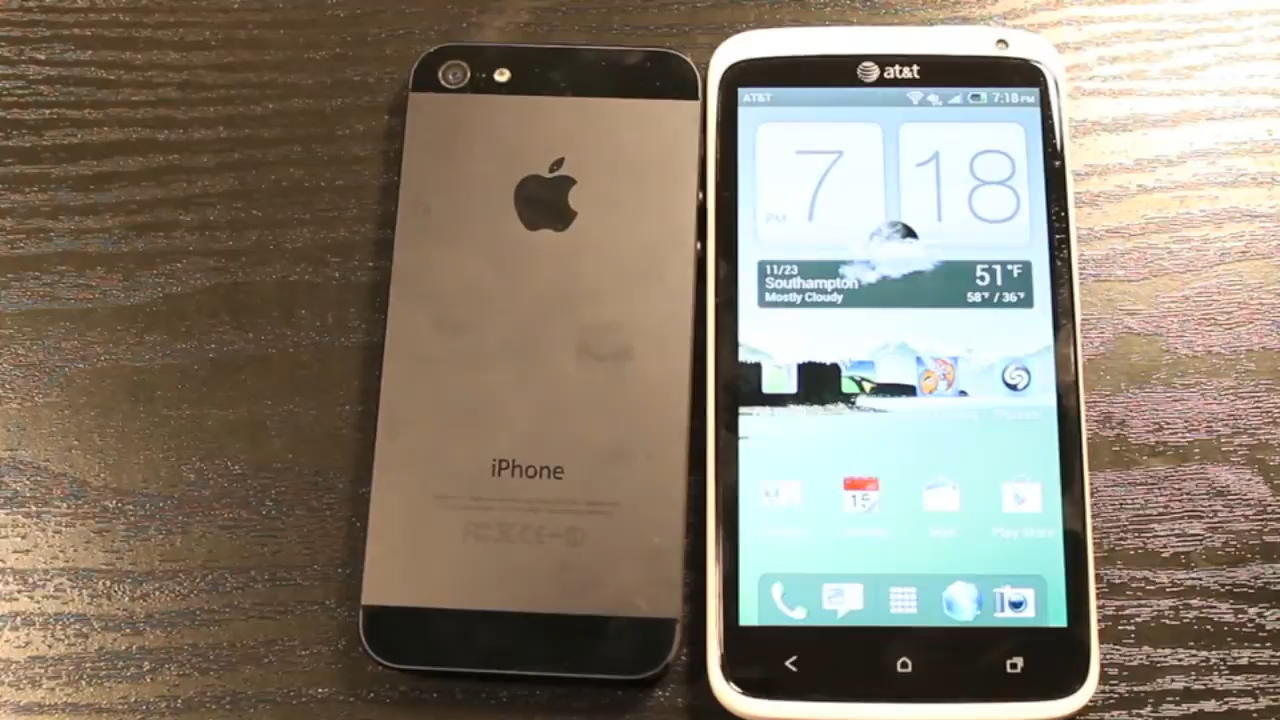 at&t
AT&T 7:18 PM
7 18
PM
11/23
Southampton
Mostly Cloudy
51°F
58°F / 36°F
15
Play Store
iPhone